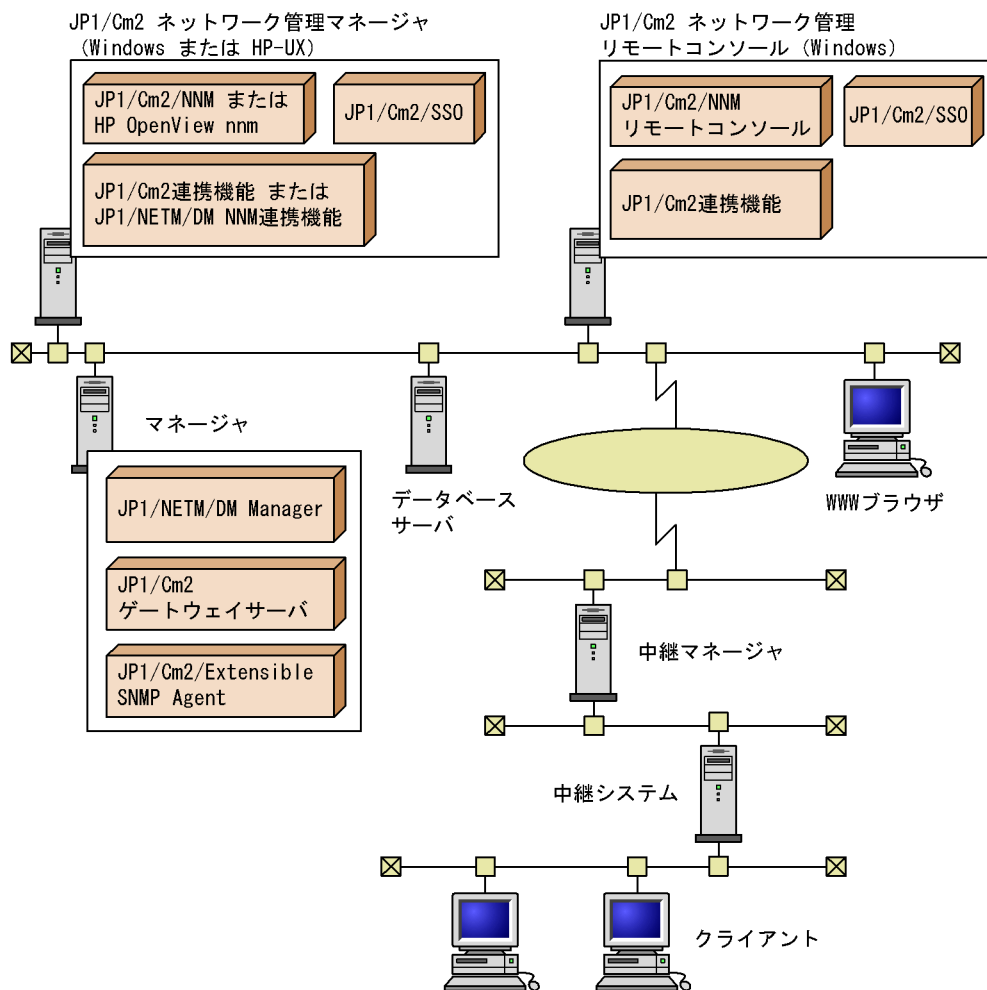 JP1/Cm2 ネットワーク管理マネージャ
（Windows または HP-UX）
JP1/Cm2/NNM または
HP OpenView nnm
JP1/Cm2/SSO
JP1/Cm2連携機能 または
JP1/NETM/DM NNM連携機能
JP1/Cm2 ネットワーク管理
リモートコンソール（Windows）
JP1/Cm2/NNM
リモートコンソール
JP1/Cm2/SSO
JP1/Cm2連携機能
マネージャ
JP1/NETM/DM Manager
JP1/Cm2
ゲートウェイサーバ
JP1/Cm2/Extensible
SNMP Agent
データベース
サーバ
WWWブラウザ
中継マネージャ
中継システム
クライアント